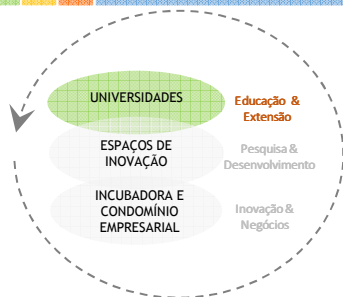 UNIVERSIDADES
Educação &
Extensão
ESPAÇOS DE
INOVAÇÃO
Pesquisa &
Desenvolvimento
INCUBADORA E
CONDOMÍNIO
EMPRESARIAL
Inovação &
Negócios